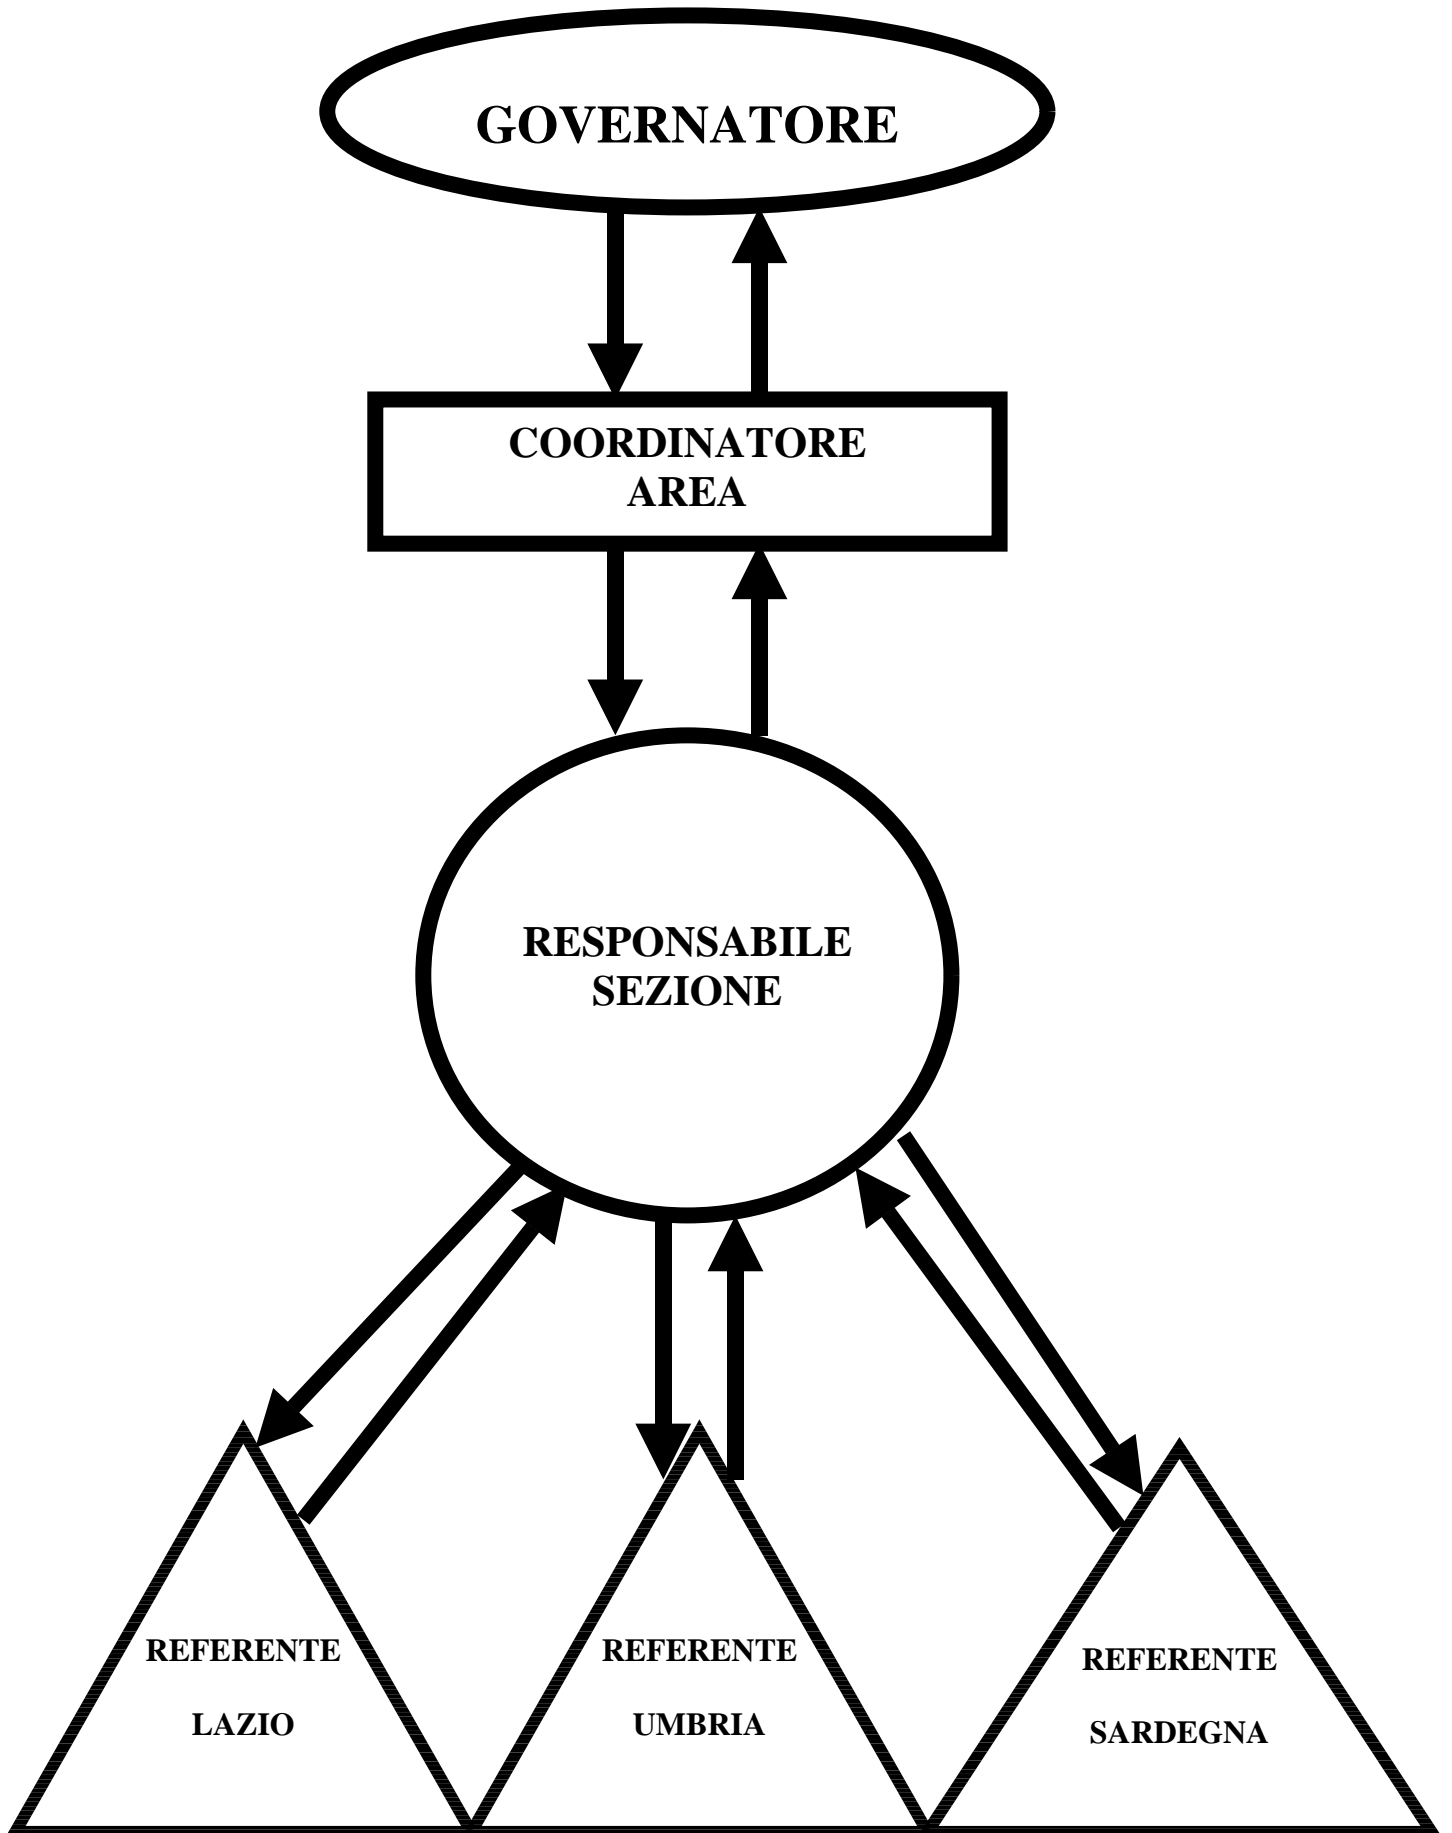 GOVERNATORE
COORDINATORE
AREA
RESPONSABILE
SEZIONE
REFERENTE
LAZIO
REFERENTE
UMBRIA
REFERENTE
SARDEGNA